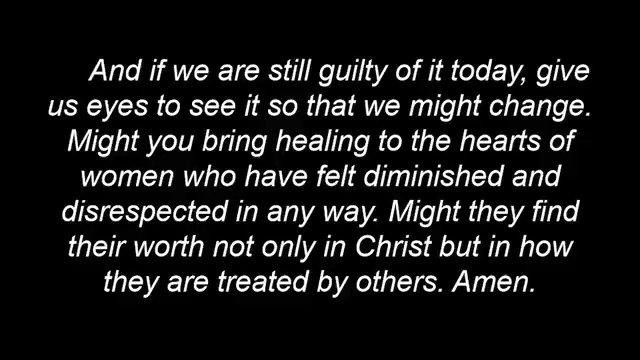 And if we are still guilty of it today, give
us eyes to see it so that we might change.
Might you bring healing to the hearts of
women who have felt diminished and
disrespected in any way. Might they find
their worth not only in Christ but in how
they are treated by others. Amen.